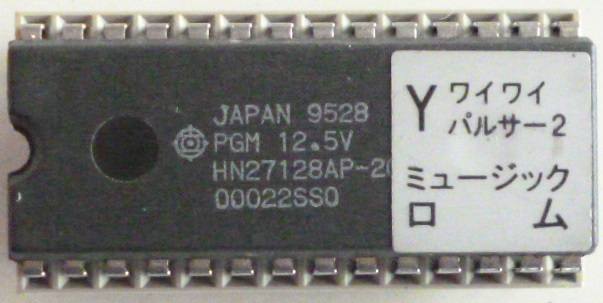 JAPAN 9528
PGM 12.5V
HN27128AP-20
00022SS0
Y ワイワイ
パルサー2
ミュージック
ロム